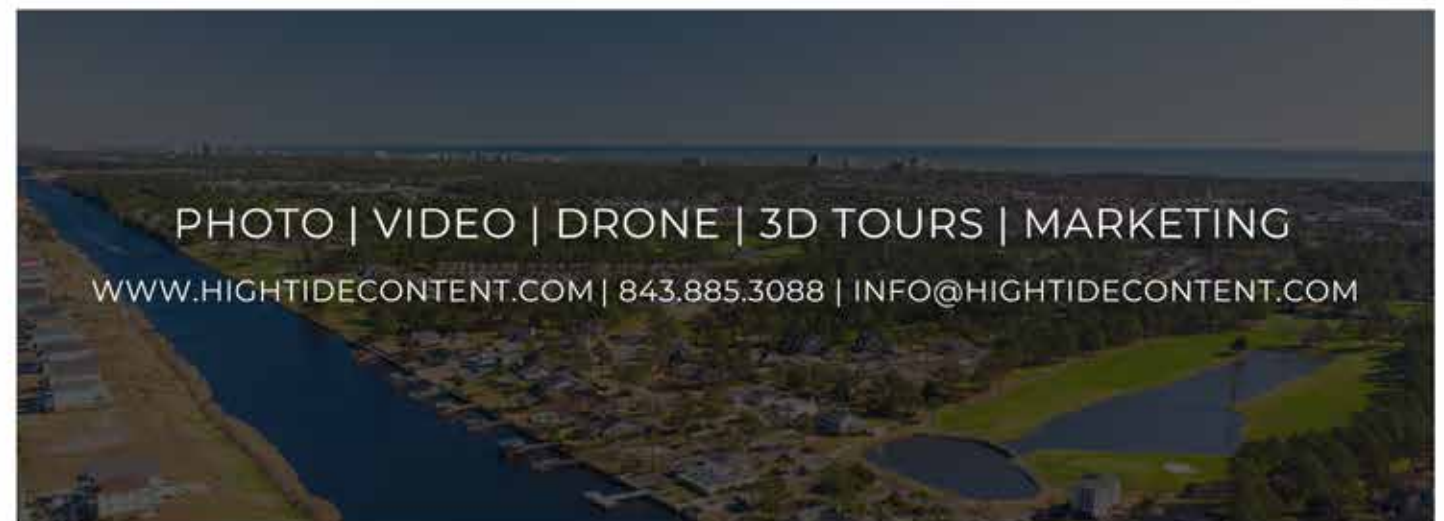 PHOTO | VIDEO | DRONE | 3D TOURS | MARKETING
WWW.HIGHTIDECONTENT.COM | 843.885.3088 | INFO@HIGHTIDECONTENT.COM